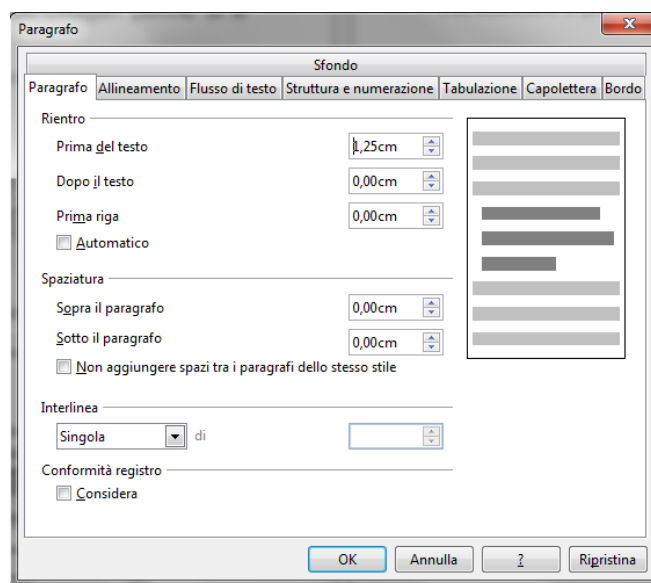 Paragrafo
Sfondo
Paragrafo Allineamento Flusso di testo Struttura e numerazione Tabulazione Capolettera Bordo
Rientro
Prima del testo 1,25cm
Dopo il testo 0,00cm
Prima riga 0,00cm
Automatico
Spaziatura
Sopra il paragrafo 0,00cm
Sotto il paragrafo 0,00cm
Non aggiungere spazi tra i paragrafi dello stesso stile
Interlinea
Singola di
Conformità registro
Considera
OK Annulla ? Ripristina